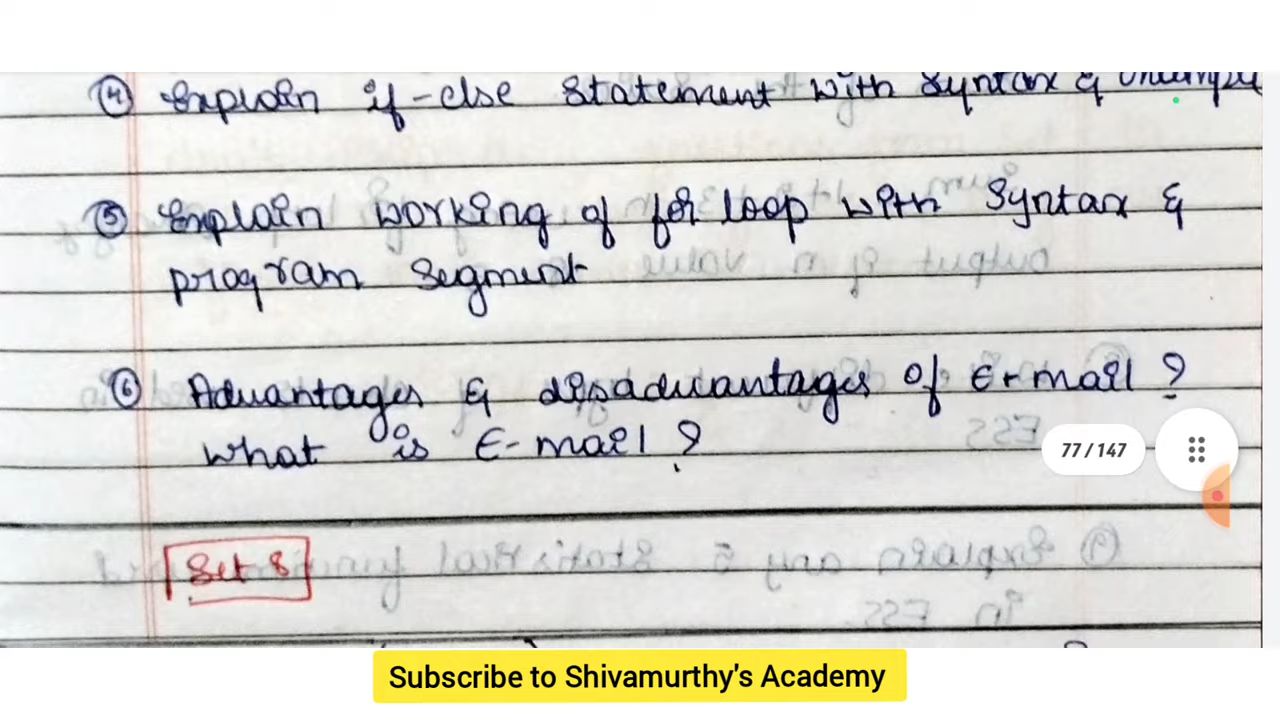 ④ Explain if-else statement with syntax & example
⑤ Explain working of for loop with syntax &
program segment
⑥ Advantages & disadvantages of E-mail ?
what is E-mail ?
77 / 147
Set 8
Subscribe to Shivamurthy's Academy